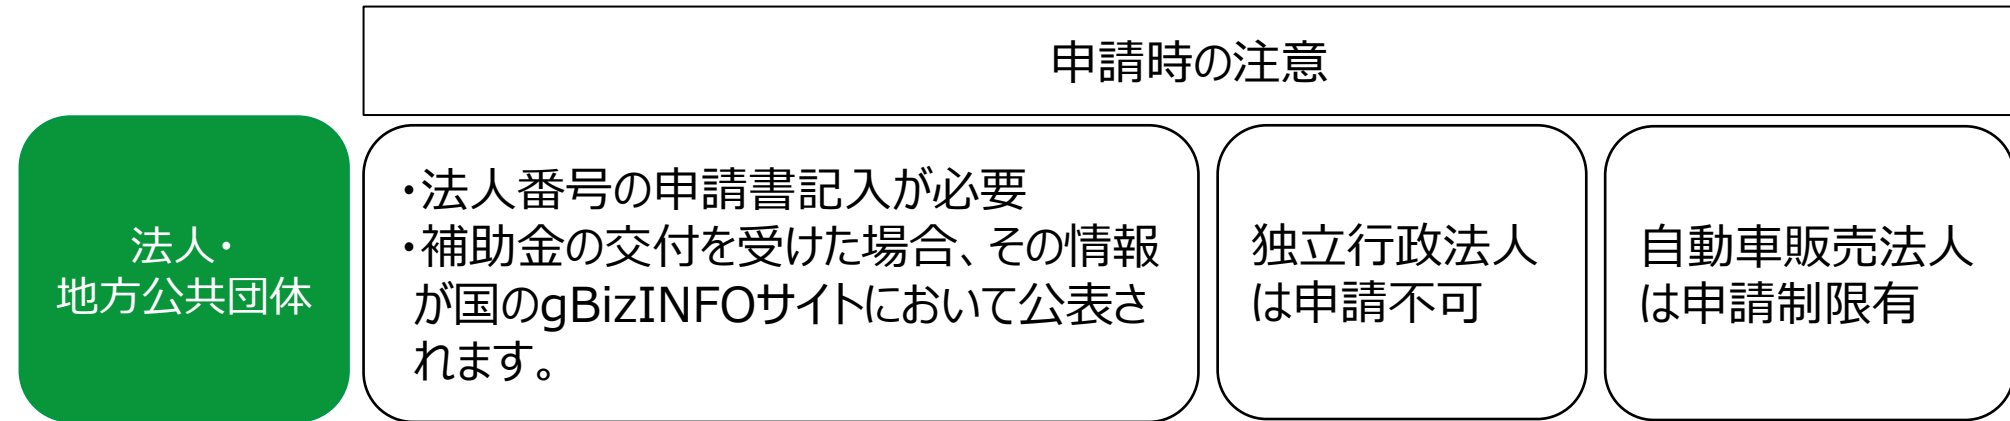 申請時の注意
法人・
地方公共団体
・法人番号の申請書記入が必要
・補助金の交付を受けた場合、その情報
が国のgBizINFOサイトにおいて公表さ
れます。
独立行政法人
は申請不可
自動車販売法人
は申請制限有